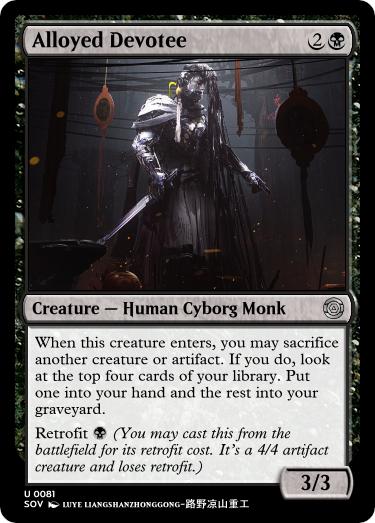 Alloyed Devotee 2
Creature — Human Cyborg Monk
When this creature enters, you may sacrifice
another creature or artifact. If you do, look
at the top four cards of your library. Put
one into your hand and the rest into your
graveyard.
Retrofit (You may cast this from the
battlefield for its retrofit cost. It's a 4/4 artifact
creature and loses retrofit.)
3/3
U 0081
SOV LUYE LIANGSHANZHONGGONG-路野凉山重工